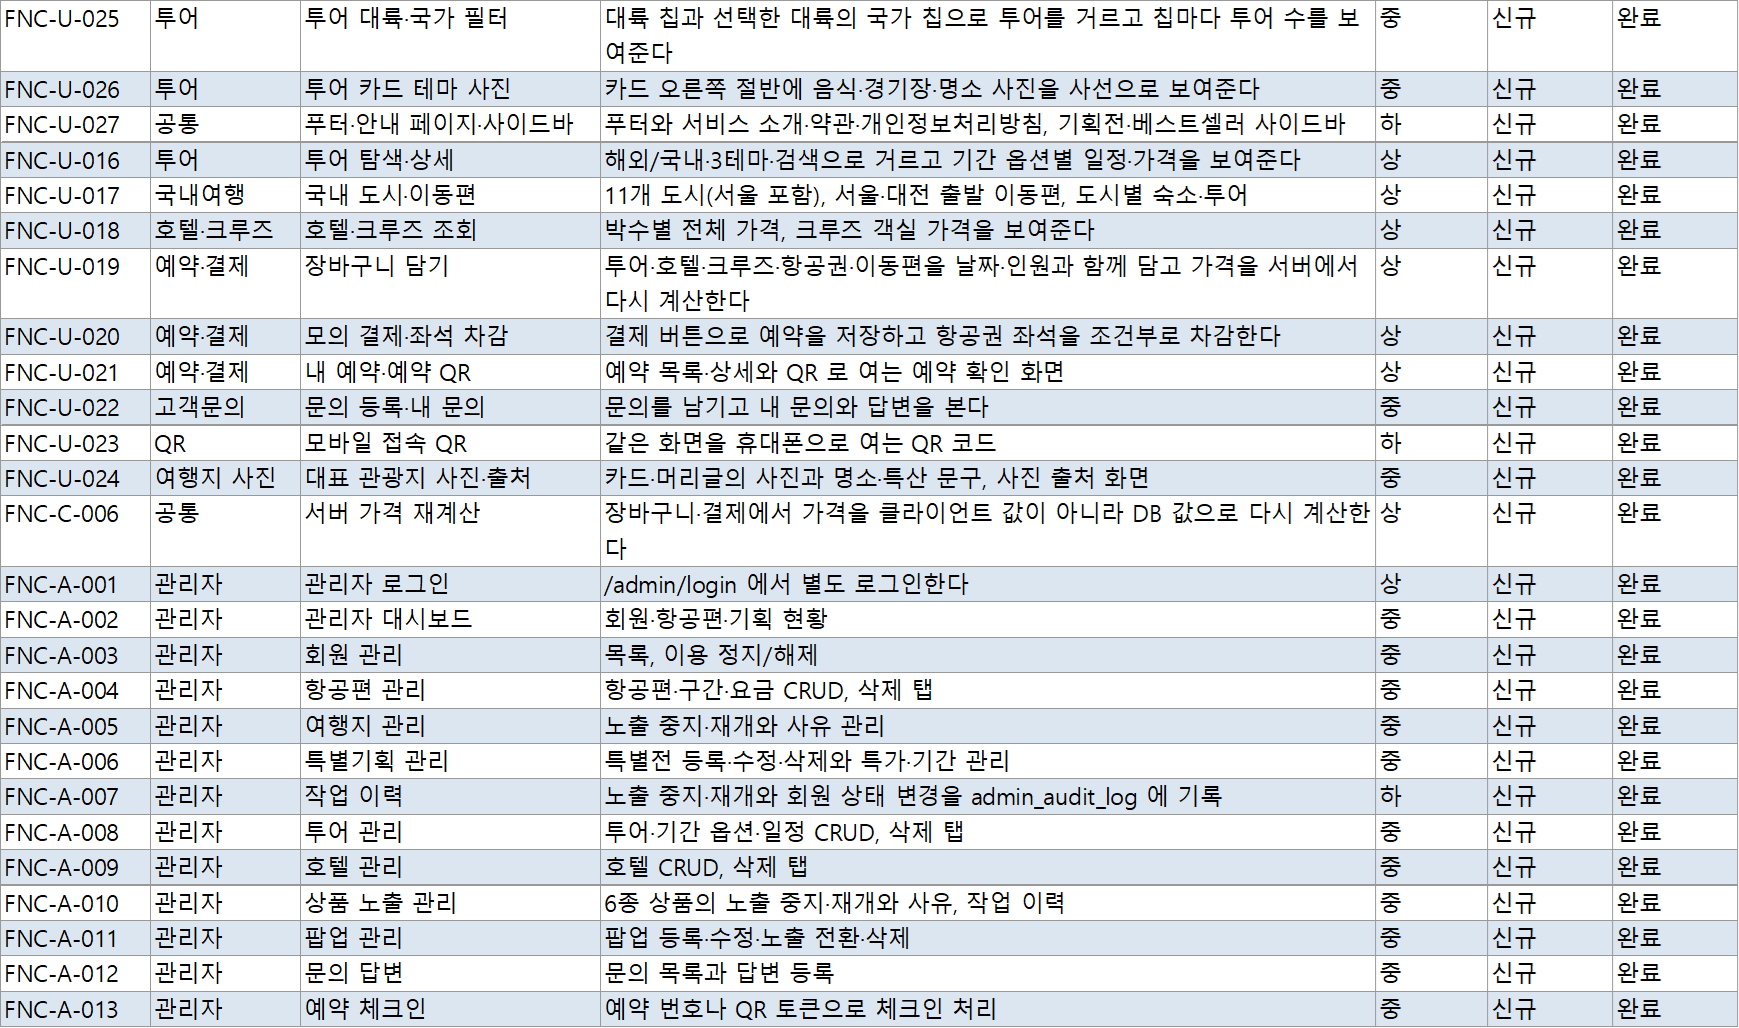 FNC-U-025 투어 투어 대륙·국가 필터 대륙 칩과 선택한 대륙의 국가 칩으로 투어를 거르고 칩마다 투어 수를 보 중 신규 완료
여준다
FNC-U-026 투어 투어 카드 테마 사진 카드 오른쪽 절반에 음식·경기장·명소 사진을 사선으로 보여준다 중 신규 완료
FNC-U-027 공통 푸터·안내 페이지·사이드바 푸터와 서비스 소개·약관·개인정보처리방침, 기획전·베스트셀러 사이드바 하 신규 완료
FNC-U-016 투어 투어 탐색·상세 해외/국내·3테마·검색으로 거르고 기간 옵션별 일정·가격을 보여준다 상 신규 완료
FNC-U-017 국내여행 국내 도시·이동편 11개 도시(서울 포함), 서울·대전 출발 이동편, 도시별 숙소·투어 상 신규 완료
FNC-U-018 호텔·크루즈 호텔·크루즈 조회 박수별 전체 가격, 크루즈 객실 가격을 보여준다 상 신규 완료
FNC-U-019 예약·결제 장바구니 담기 투어·호텔·크루즈·항공권·이동편을 날짜·인원과 함께 담고 가격을 서버에서 상 신규 완료
다시 계산한다
FNC-U-020 예약·결제 모의 결제·좌석 차감 결제 버튼으로 예약을 저장하고 항공권 좌석을 조건부로 차감한다 상 신규 완료
FNC-U-021 예약·결제 내 예약·예약 QR 예약 목록·상세와 QR 로 여는 예약 확인 화면 상 신규 완료
FNC-U-022 고객문의 문의 등록·내 문의 문의를 남기고 내 문의와 답변을 본다 중 신규 완료
FNC-U-023 QR 모바일 접속 QR 같은 화면을 휴대폰으로 여는 QR 코드 하 신규 완료
FNC-U-024 여행지 사진 대표 관광지 사진·출처 카드·머리글의 사진과 명소·특산 문구, 사진 출처 화면 중 신규 완료
FNC-C-006 공통 서버 가격 재계산 장바구니·결제에서 가격을 클라이언트 값이 아니라 DB 값으로 다시 계산한 상 신규 완료
다
FNC-A-001 관리자 관리자 로그인 /admin/login 에서 별도 로그인한다 상 신규 완료
FNC-A-002 관리자 관리자 대시보드 회원·항공편·기획 현황 중 신규 완료
FNC-A-003 관리자 회원 관리 목록, 이용 정지/해제 중 신규 완료
FNC-A-004 관리자 항공편 관리 항공편·구간·요금 CRUD, 삭제 탭 중 신규 완료
FNC-A-005 관리자 여행지 관리 노출 중지·재개와 사유 관리 중 신규 완료
FNC-A-006 관리자 특별기획 관리 특별전 등록·수정·삭제와 특가·기간 관리 중 신규 완료
FNC-A-007 관리자 작업 이력 노출 중지·재개와 회원 상태 변경을 admin_audit_log 에 기록 하 신규 완료
FNC-A-008 관리자 투어 관리 투어·기간 옵션·일정 CRUD, 삭제 탭 중 신규 완료
FNC-A-009 관리자 호텔 관리 호텔 CRUD, 삭제 탭 중 신규 완료
FNC-A-010 관리자 상품 노출 관리 6종 상품의 노출 중지·재개와 사유, 작업 이력 중 신규 완료
FNC-A-011 관리자 팝업 관리 팝업 등록·수정·노출 전환·삭제 중 신규 완료
FNC-A-012 관리자 문의 답변 문의 목록과 답변 등록 중 신규 완료
FNC-A-013 관리자 예약 체크인 예약 번호나 QR 토큰으로 체크인 처리 중 신규 완료